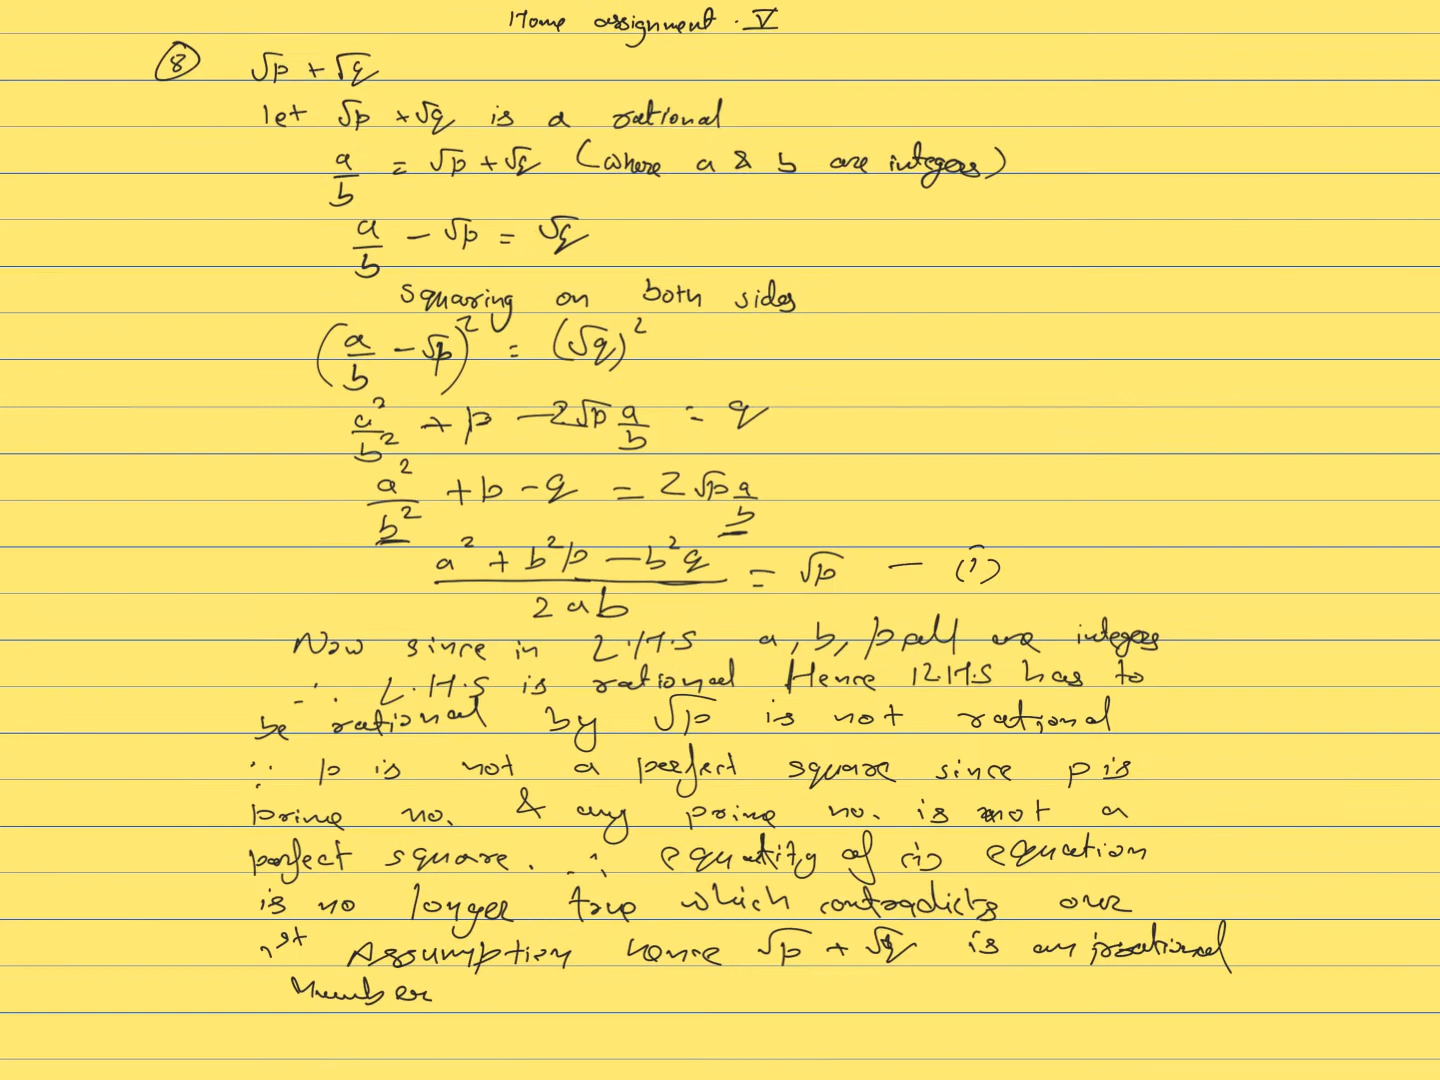 Home assignment. V
(8) √p + √q
let √p + √q is a rational
a/b = √p + √q (where a & b are integers)
a/b - √p = √q
squaring on both sides
(a/b - √p)² = (√q)²
a²/b² + p - 2√p a/b = q
a²/b² + p - q = 2√p a/b
(a² + b²p - b²q)/2ab = √p - (i)
Now since in L.H.S a, b, p all are integers
∴ L.H.S is rational Hence R.H.S has to
be rational by √p is not rational
∵ p is not a perfect square since p is
prime no. & any prime no. is not a
perfect square. ∴ equality of (i) equation
is no longer true which contradicts our
1st Assumption hence √p + √q is an irrational
Number